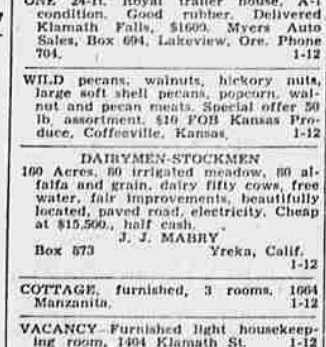 ONE 24-ft. Royal trailer house, A-1
condition. Good rubber. Delivered
Klamath Falls, $1600. Myers Auto
Sales, Box 694, Lakeview, Ore. Phone
704. 1-12
WILD pecans, walnuts, hickory nuts,
large soft shell pecans, popcorn, wal-
nut and pecan meats. Special offer 50
lb. assortment, $10 FOB Kansas Pro-
duce, Coffeeville, Kansas. 1-12
DAIRYMEN-STOCKMEN
160 Acres, 80 irrigated meadow, 80 al-
falfa and grain, dairy fifty cows, free
water, fair improvements, beautifully
located, paved road, electricity. Cheap
at $15,500., half cash.
J. J. MABRY
Box 873 Yreka, Calif.
1-12
COTTAGE, furnished, 3 rooms, 1664
Manzanita. 1-12
VACANCY—Furnished light housekeep-
ing room, 1404 Klamath St. 1-12